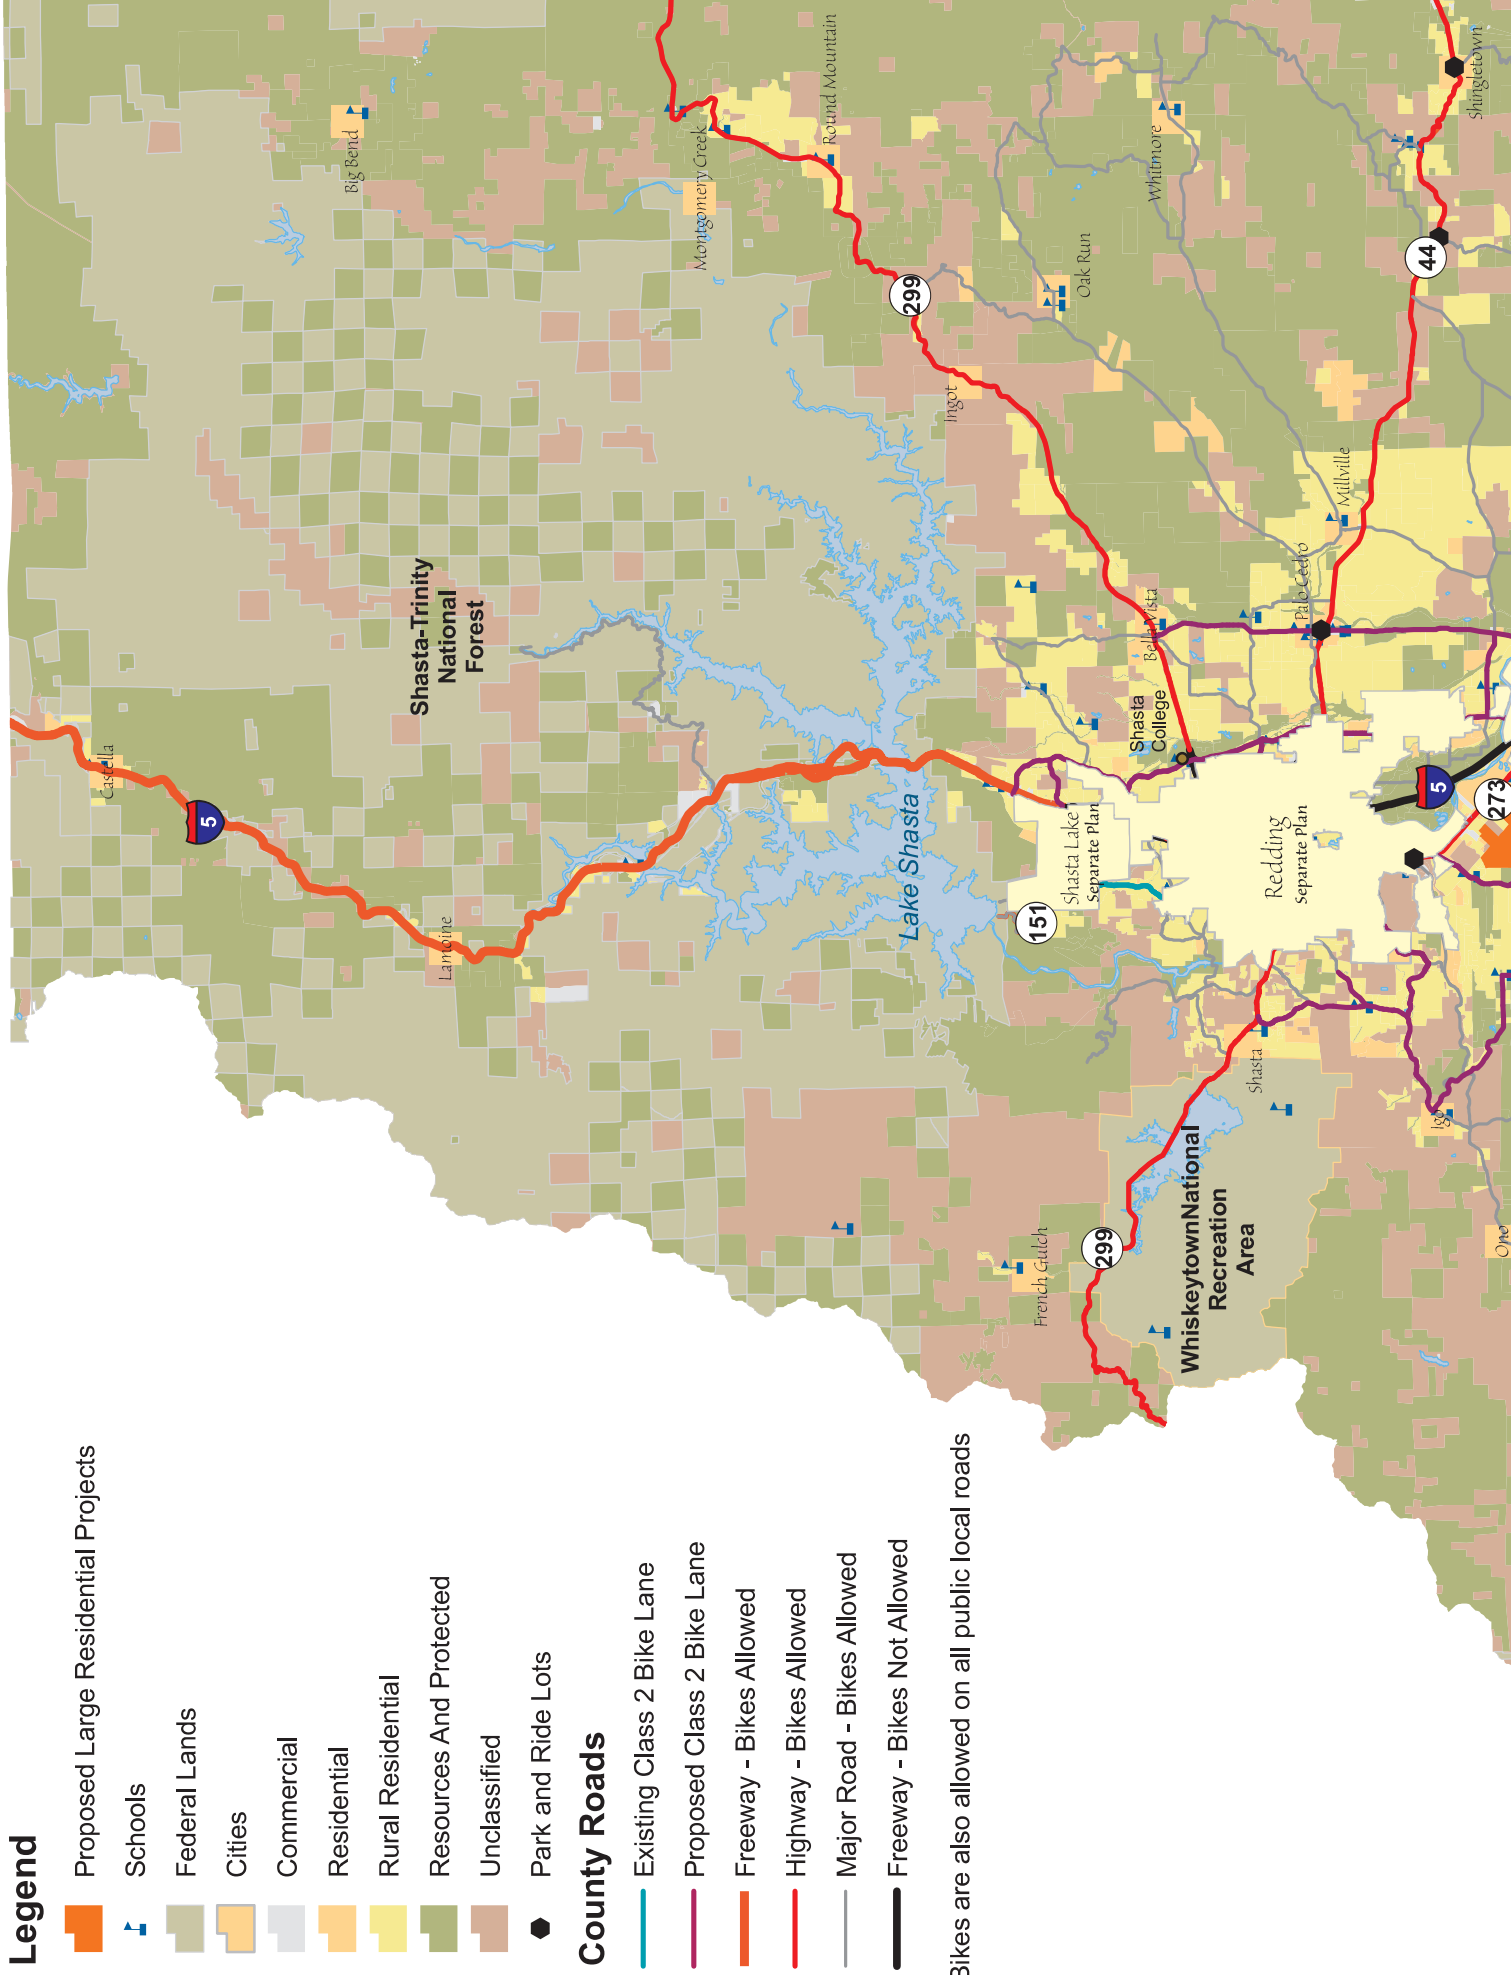 Legend
Proposed Large Residential Projects
Schools
Federal Lands
Cities
Commercial
Residential
Rural Residential
Resources And Protected
Unclassified
Park and Ride Lots
County Roads
Existing Class 2 Bike Lane
Proposed Class 2 Bike Lane
Freeway - Bikes Allowed
Highway - Bikes Allowed
Major Road - Bikes Allowed
Freeway - Bikes Not Allowed
Bikes are also allowed on all public local roads
Castella
5
Lamoine
Shasta-Trinity
National
Forest
Big Bend
Montgomery Creek
Round Mountain
299
Ingot
Oak Run
Whitmore
Shingletown
44
Millville
Palo Cedro
Bella Vista
Shasta
College
Lake Shasta
151
Shasta Lake
Separate Plan
Redding
Separate Plan
5
273
Shasta
Igo
Ono
French Gulch
299
WhiskeytownNational
Recreation
Area